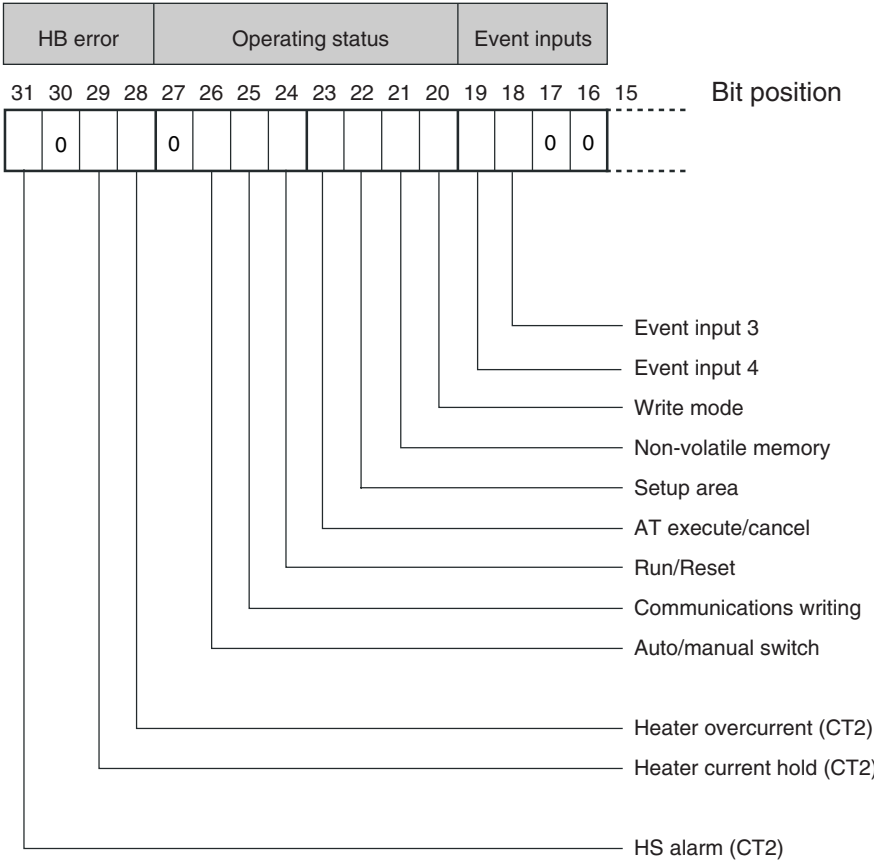 HB error Operating status Event inputs
31 30 29 28 27 26 25 24 23 22 21 20 19 18 17 16 15 Bit position
0 0 0 0
Event input 3
Event input 4
Write mode
Non-volatile memory
Setup area
AT execute/cancel
Run/Reset
Communications writing
Auto/manual switch
Heater overcurrent (CT2)
Heater current hold (CT2)
HS alarm (CT2)